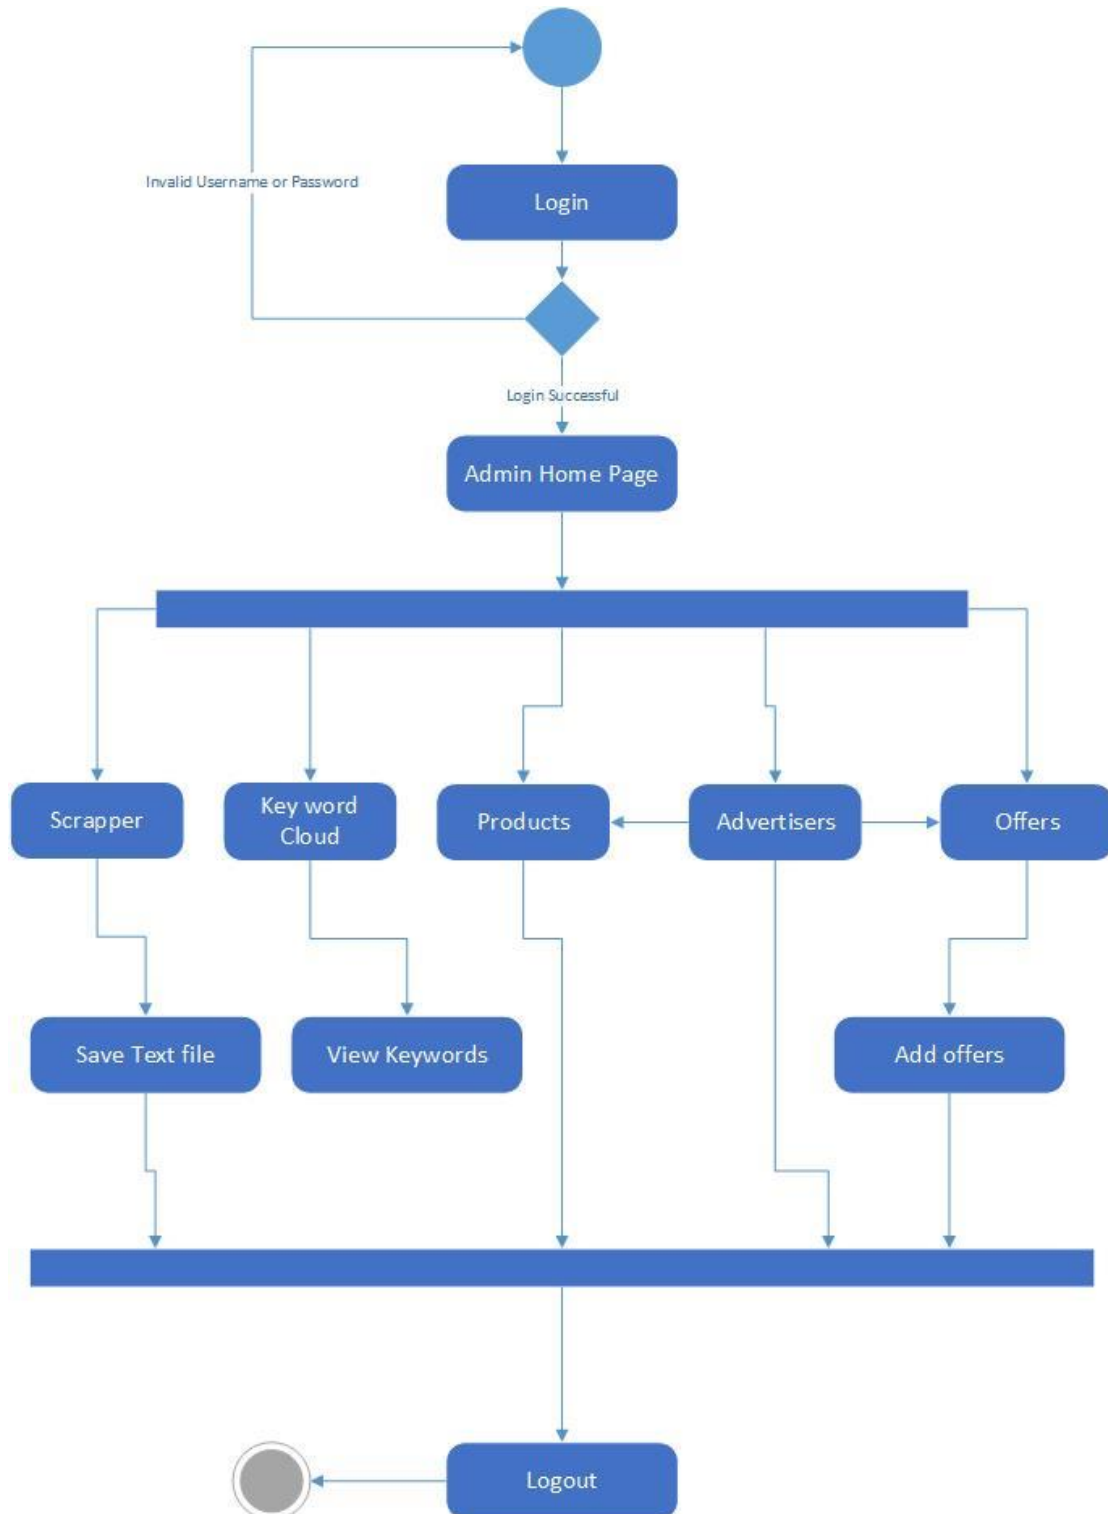 Invalid Username or Password
Login
Login Successful
Admin Home Page
Scrapper
Key word
Cloud
Products
Advertisers
Offers
Save Text file
View Keywords
Add offers
Logout